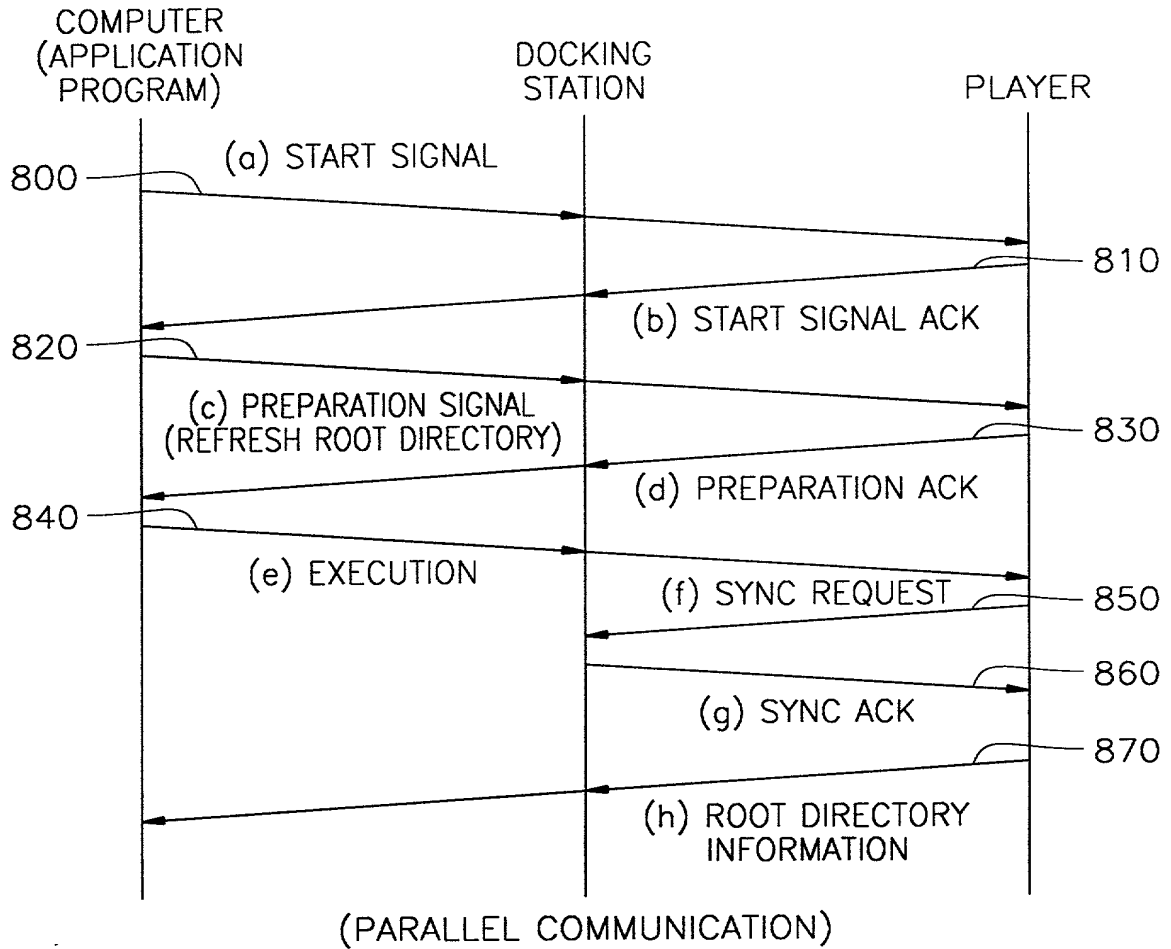 COMPUTER
(APPLICATION
PROGRAM)
DOCKING
STATION
PLAYER
(a) START SIGNAL
800
810
(b) START SIGNAL ACK
820
(c) PREPARATION SIGNAL
(REFRESH ROOT DIRECTORY)
830
(d) PREPARATION ACK
840
(e) EXECUTION
(f) SYNC REQUEST
850
860
(g) SYNC ACK
870
(h) ROOT DIRECTORY
INFORMATION
(PARALLEL COMMUNICATION)